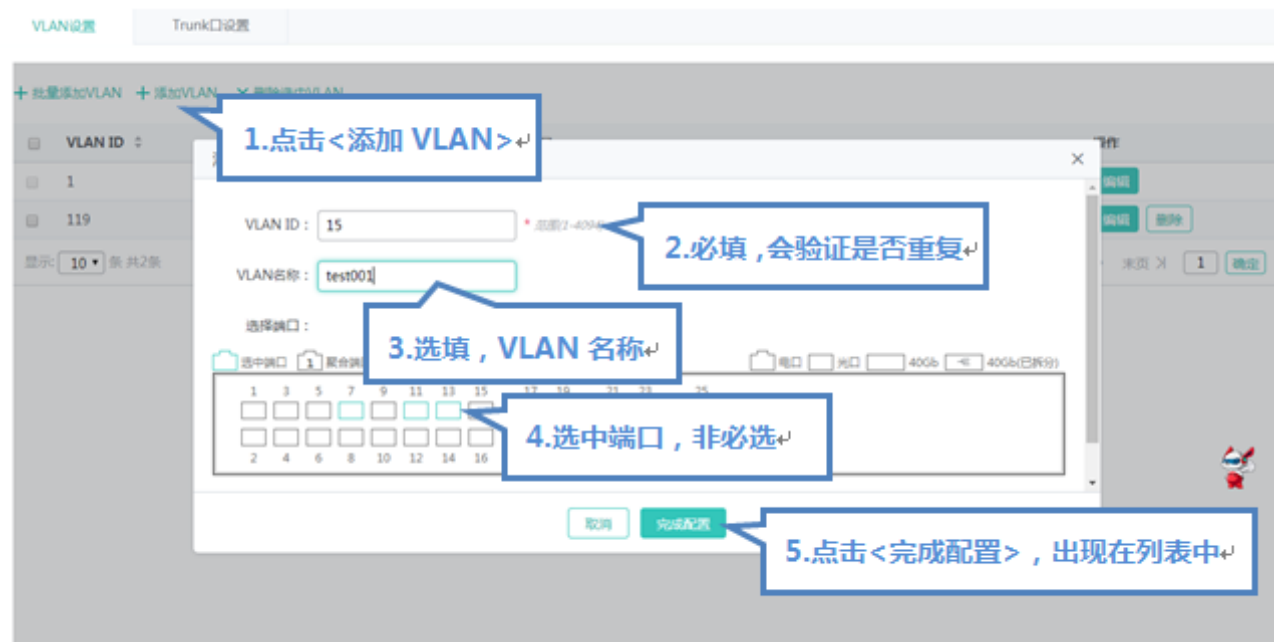 VLAN设置 Trunk口设置
批量添加VLAN 添加VLAN
1.点击<添加 VLAN>
VLAN ID
操作
1 编辑
119 编辑 删除
显示: 10 条 共2条 末页 1 确定
VLAN ID： 15 * 范围(1-4094)
2.必填，会验证是否重复
VLAN名称： test001
选择端口：
3.选填，VLAN 名称
选中端口 1 聚合端 电口 光口 40Gb 40Gb(已拆分)
1 3 5 7 9 11 13 15 17 19 21 23 25
4.选中端口，非必选
2 4 6 8 10 12 14 16
取消 完成配置
5.点击<完成配置>，出现在列表中